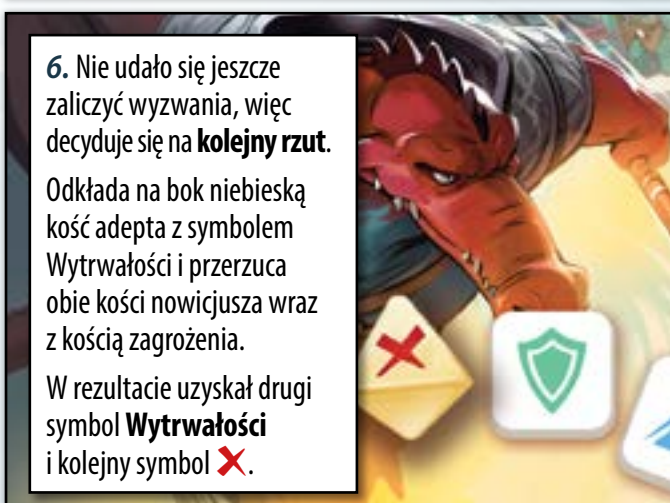 6. Nie udało się jeszcze
zaliczyć wyzwania, więc
decyduje się na kolejny rzut.
Odkłada na bok niebieską
kość adepta z symbolem
Wytrwałości i przerzuca
obie kości nowicjusza wraz
z kością zagrożenia.
W rezultacie uzyskał drugi
symbol Wytrwałości
i kolejny symbol ❌.